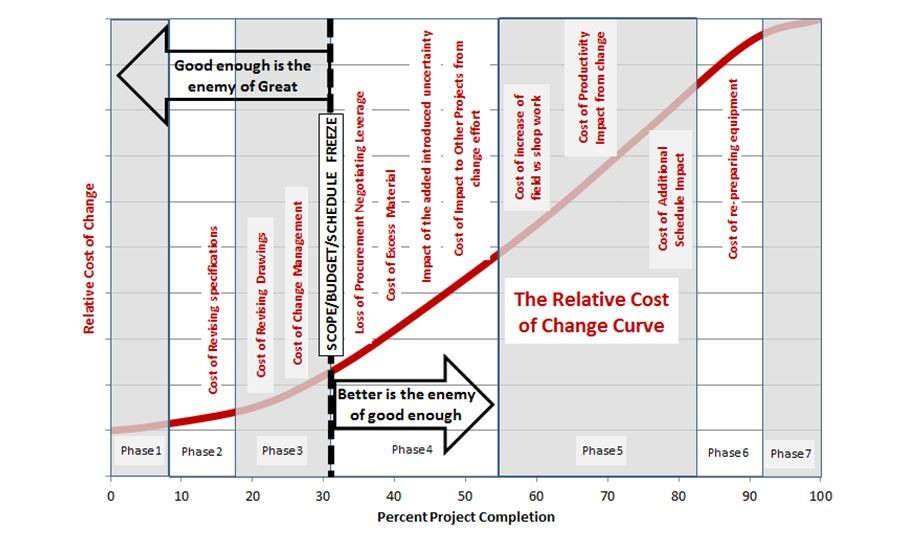 Good enough is the
enemy of Great
Relative Cost of Change
Cost of Revising specifications
Cost of Revising Drawings
Cost of Change Management
SCOPE/BUDGET/SCHEDULE FREEZE
Loss of Procurement Negotiating Leverage
Cost of Excess Material
Impact of the added introduced uncertainty
Cost of Impact to Other Projects from
change effort
Cost of increase of
field vs shop work
Cost of Productivity
Impact from change
Cost of Additional
Schedule Impact
Cost of re-preparing equipment
The Relative Cost
of Change Curve
Better is the enemy
of good enough
Phase1 Phase2 Phase3 Phase4 Phase5 Phase6 Phase7
0 10 20 30 40 50 60 70 80 90 100
Percent Project Completion